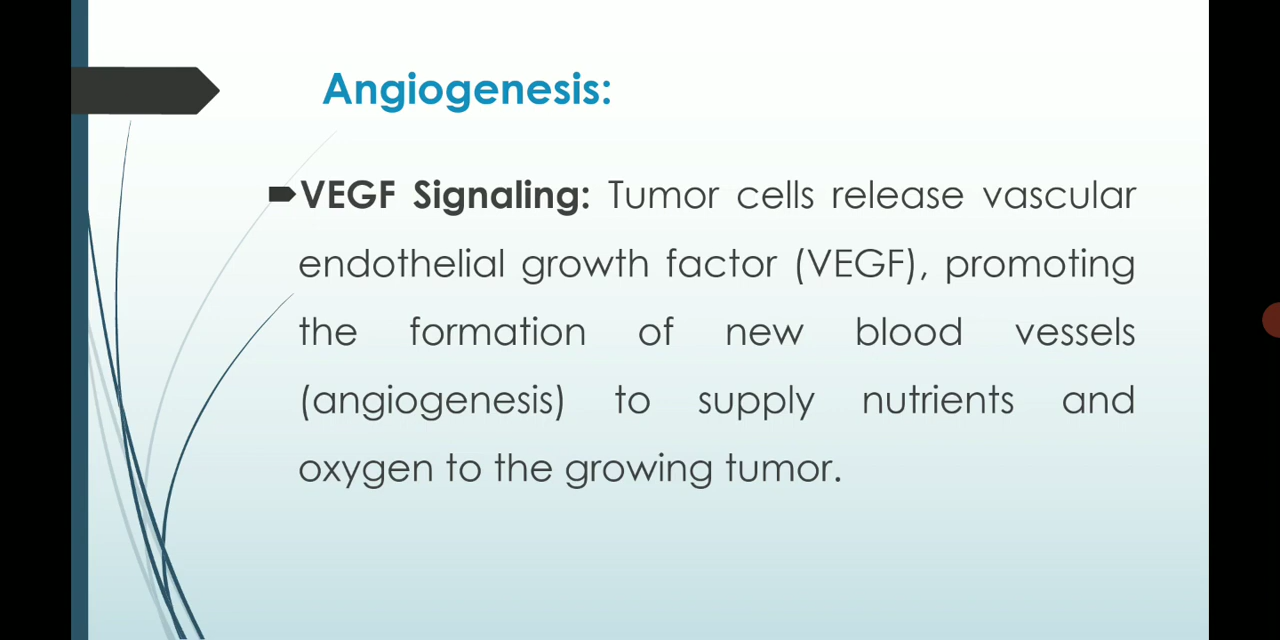 Angiogenesis:
VEGF Signaling: Tumor cells release vascular
endothelial growth factor (VEGF), promoting
the formation of new blood vessels
(angiogenesis) to supply nutrients and
oxygen to the growing tumor.